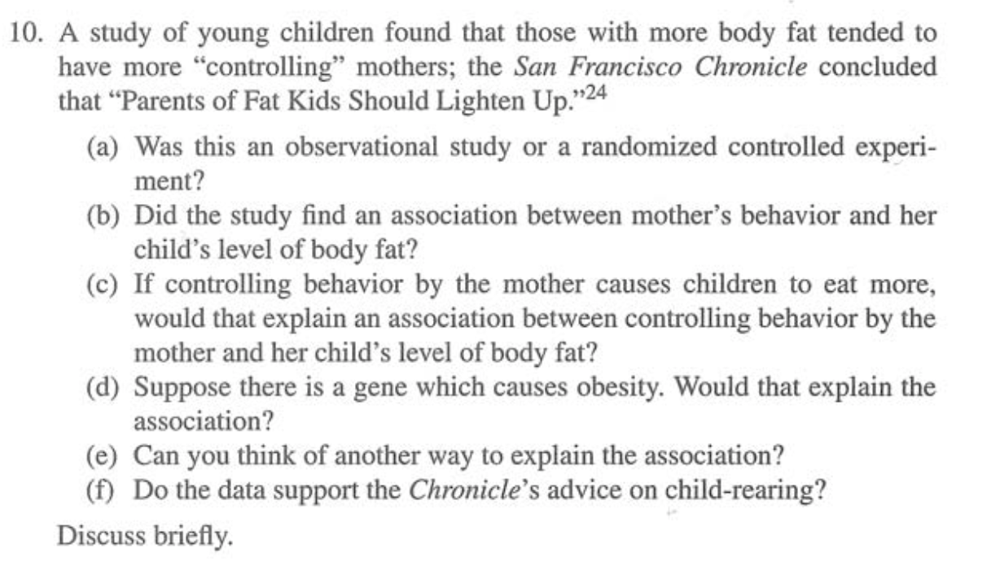 10. A study of young children found that those with more body fat tended to
have more “controlling” mothers; the San Francisco Chronicle concluded
that “Parents of Fat Kids Should Lighten Up.”24
(a) Was this an observational study or a randomized controlled experi-
ment?
(b) Did the study find an association between mother’s behavior and her
child’s level of body fat?
(c) If controlling behavior by the mother causes children to eat more,
would that explain an association between controlling behavior by the
mother and her child’s level of body fat?
(d) Suppose there is a gene which causes obesity. Would that explain the
association?
(e) Can you think of another way to explain the association?
(f) Do the data support the Chronicle’s advice on child-rearing?
Discuss briefly.